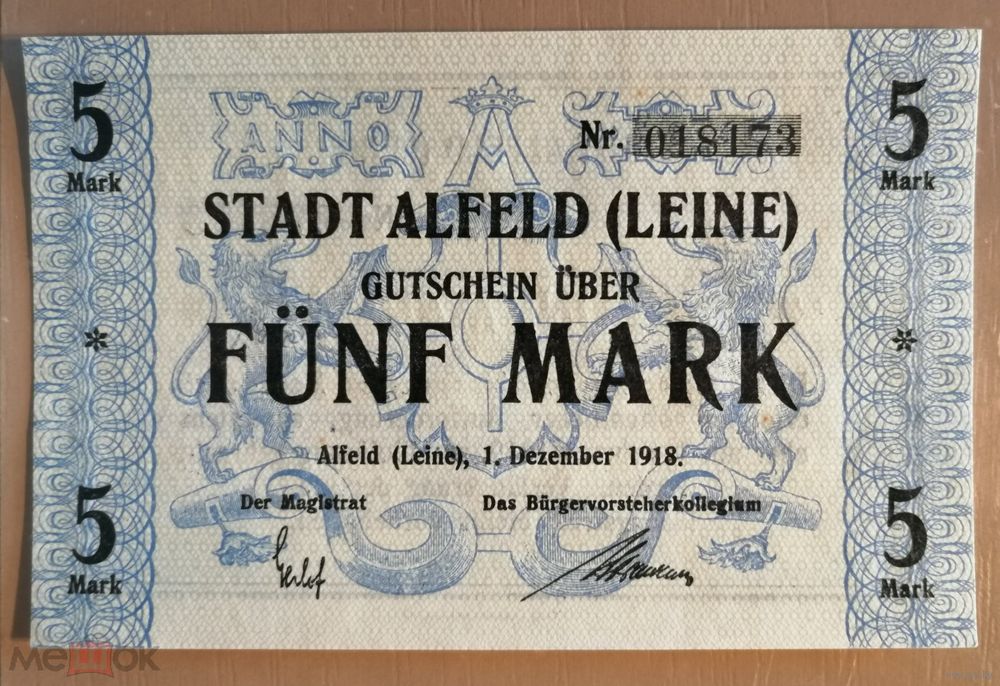 5 5
ANNO
Nr. 018173
Mark Mark
STADT ALFELD (LEINE)
GUTSCHEIN ÜBER
FÜNF MARK
Alfeld (Leine), 1. Dezember 1918.
Der Magistrat Das Bürgervorsteherkollegium
5 5
Mark Mark
мешок